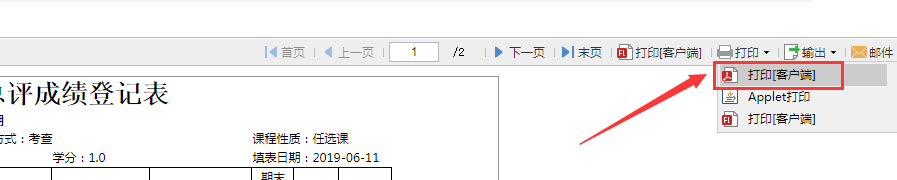 首页 上一页 1 /2 下一页 末页 打印[客户端] 打印 输出 邮件
打印[客户端]
Applet打印
打印[客户端]
评成绩登记表
方式：考查 课程性质：任选课
学分：1.0 填表日期：2019-06-11
期末